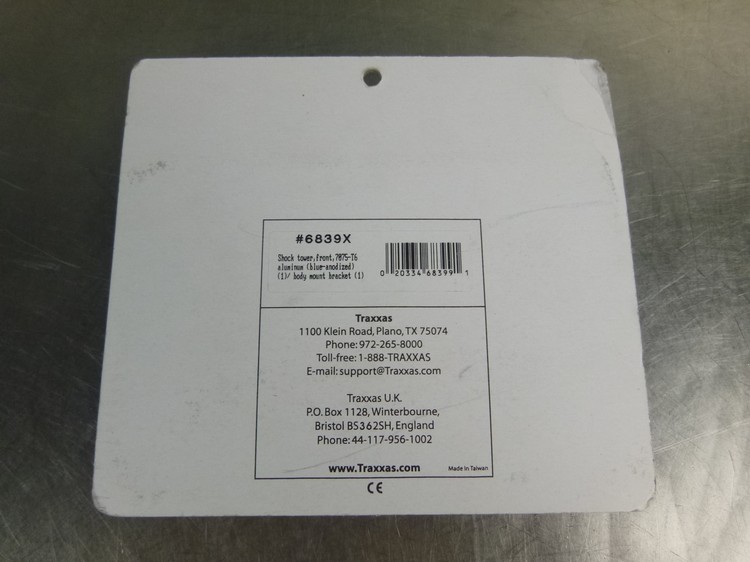 #6839X
Shock tower,front,7075-T6
aluminum (blue-anodized)
(1)/ body mount bracket (1)
0 20334 68399 1
Traxxas
1100 Klein Road, Plano, TX 75074
Phone: 972-265-8000
Toll-free: 1-888-TRAXXAS
E-mail: support@Traxxas.com
Traxxas U.K.
P.O. Box 1128, Winterbourne,
Bristol BS362SH, England
Phone: 44-117-956-1002
www.Traxxas.com
Made in Taiwan
CE